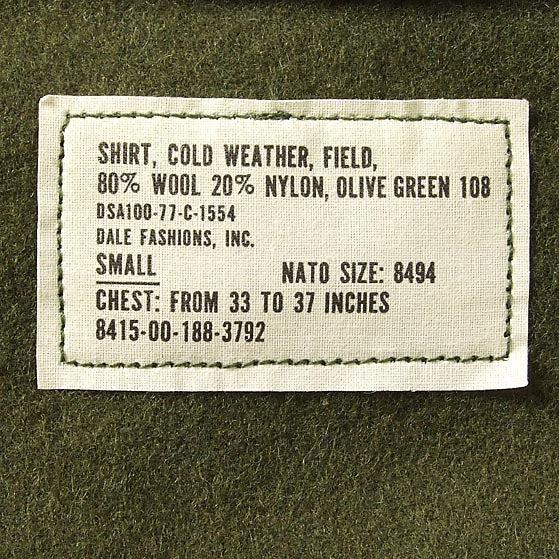 SHIRT, COLD WEATHER, FIELD,
80% WOOL 20% NYLON, OLIVE GREEN 108
DSA100-77-C-1554
DALE FASHIONS, INC.
SMALL NATO SIZE: 8494
CHEST: FROM 33 TO 37 INCHES
8415-00-188-3792